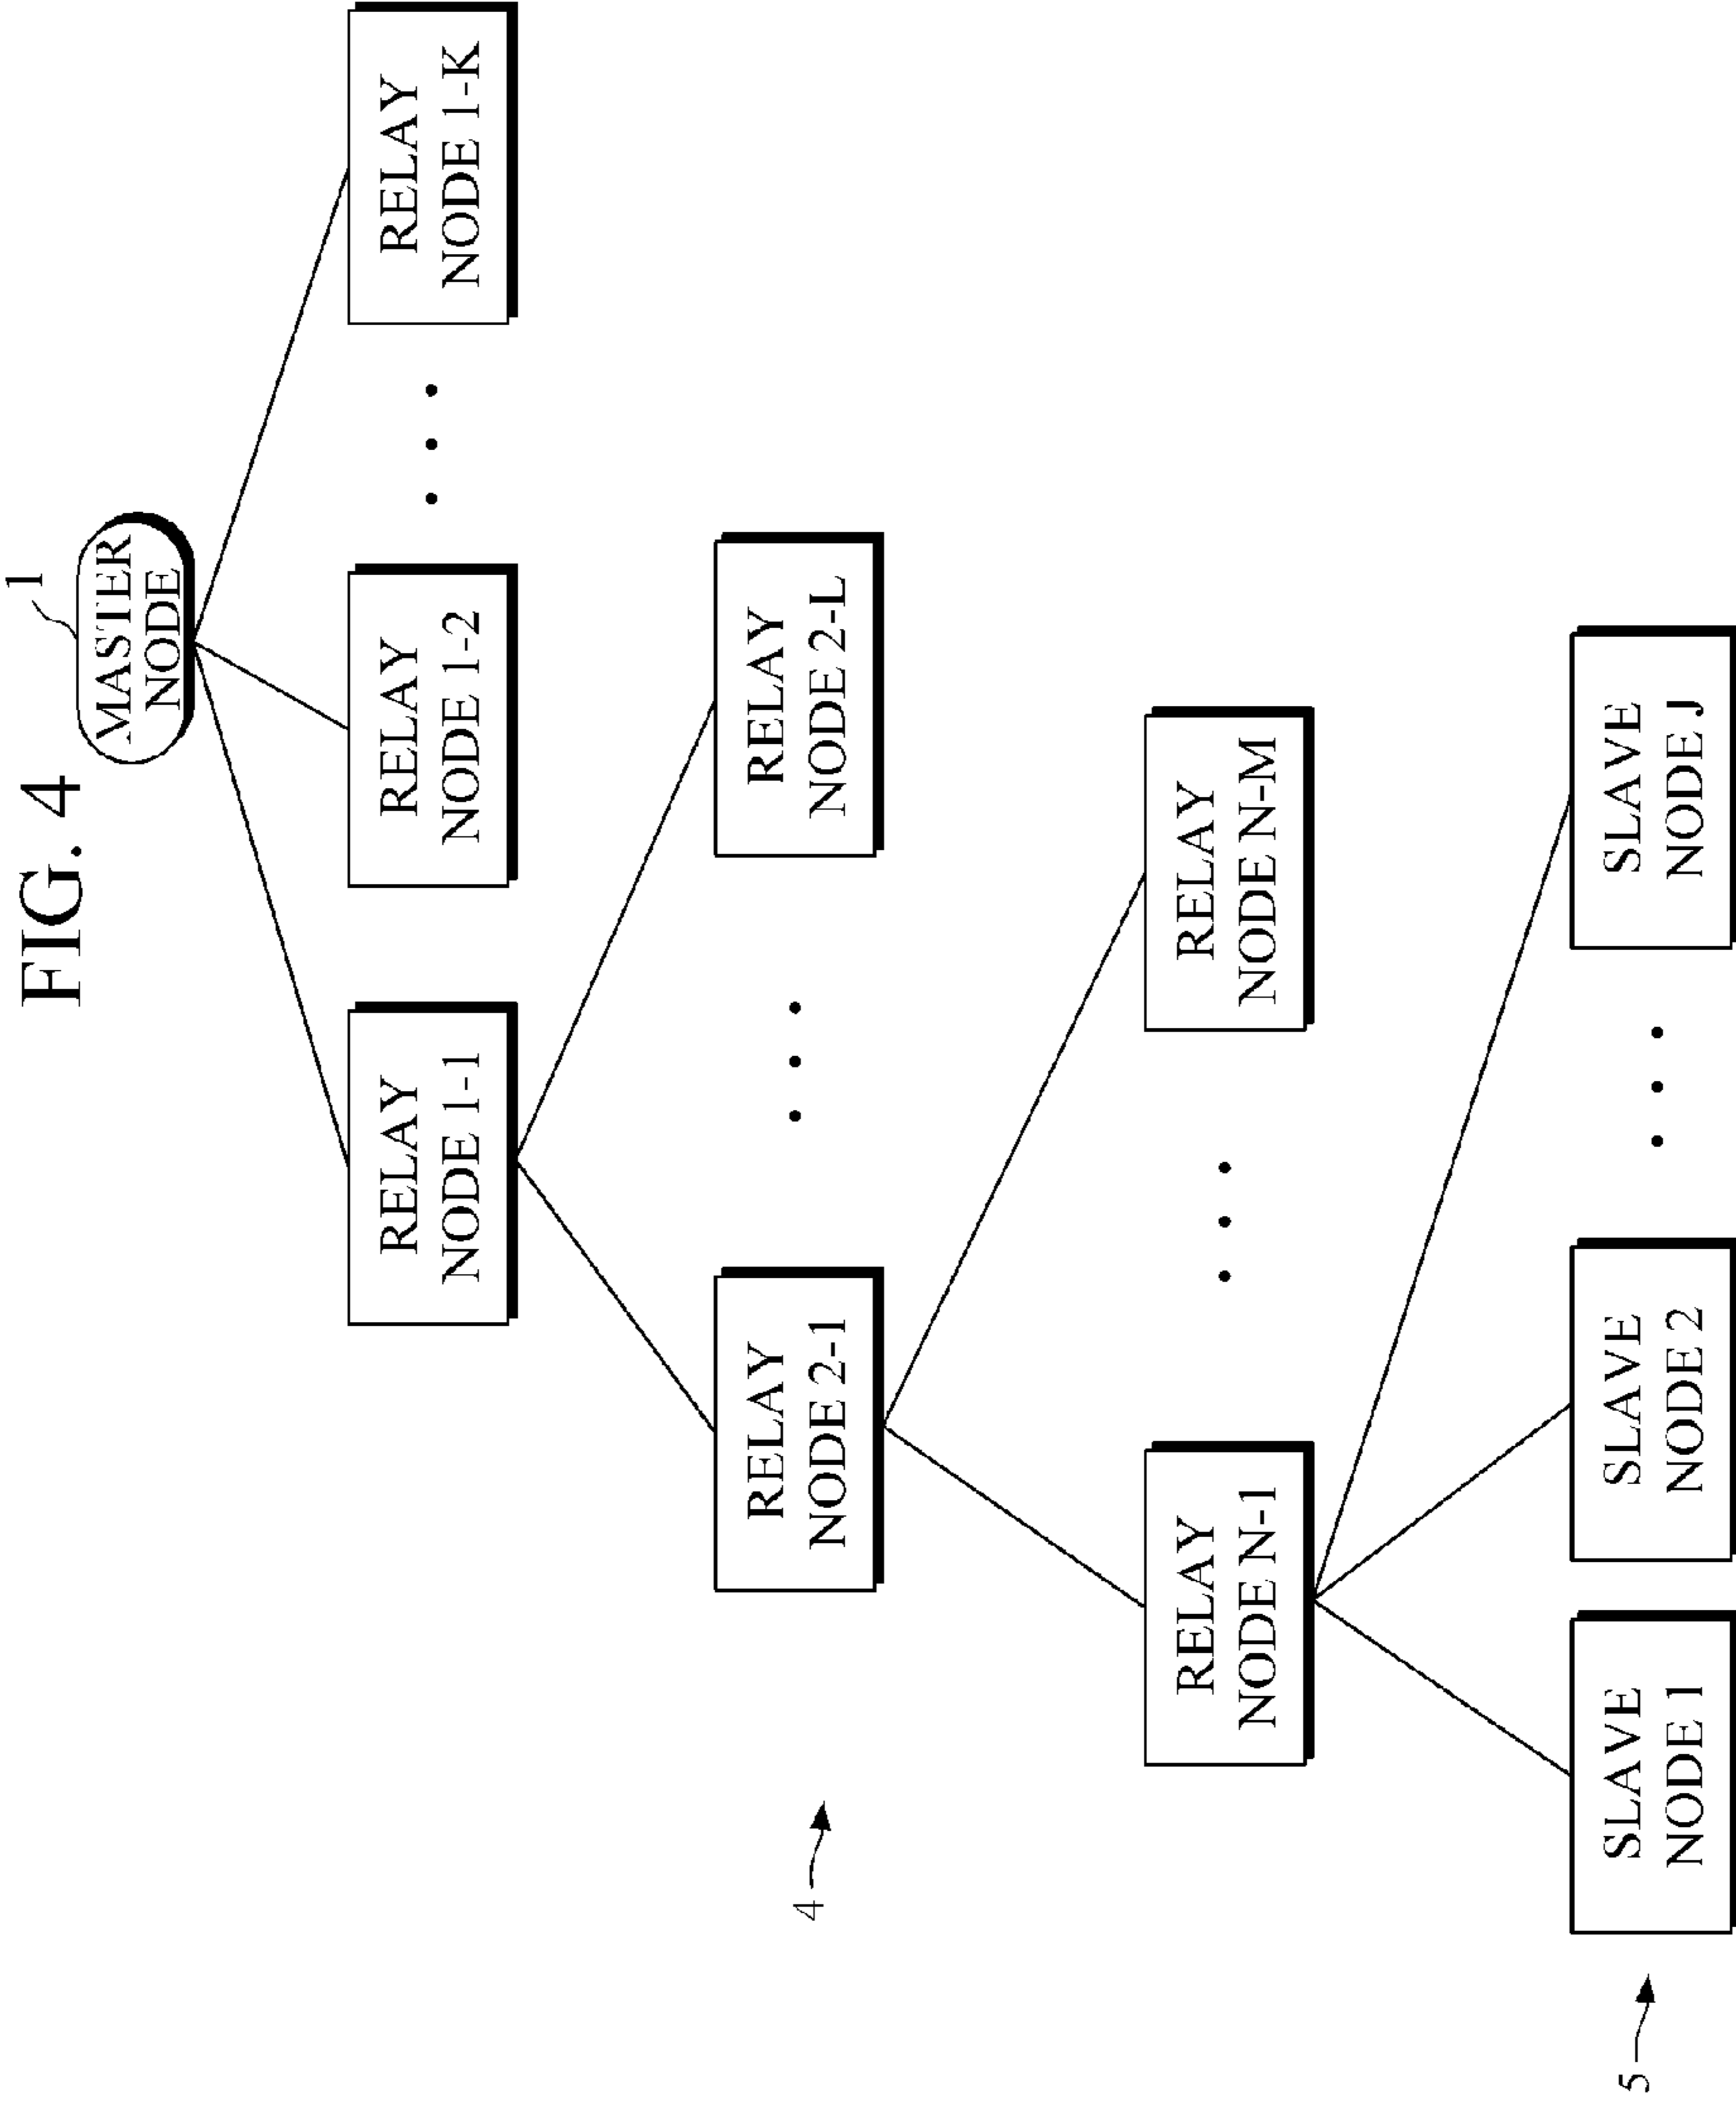 FIG. 4
1
MASTER
NODE
RELAY
NODE 1-1
RELAY
NODE 1-2
RELAY
NODE 1-K
4
RELAY
NODE 2-1
RELAY
NODE 2-L
RELAY
NODE N-1
RELAY
NODE N-M
5
SLAVE
NODE 1
SLAVE
NODE 2
SLAVE
NODE J